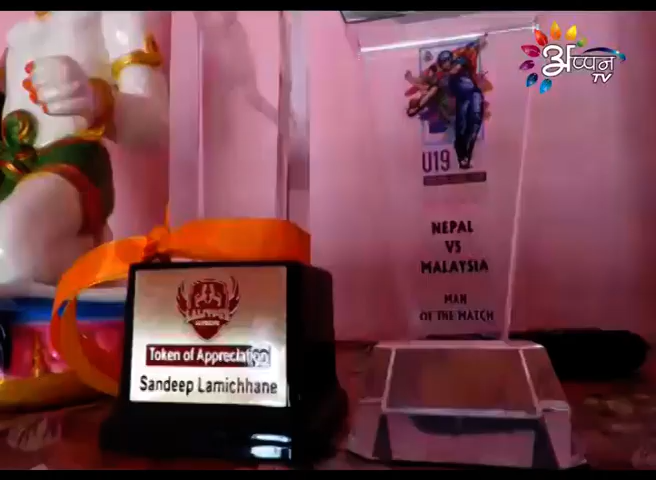 अप्पन
TV
U19
NEPAL
VS
MALAYSIA
MAN
OF THE MATCH
Token of Appreciation
Sandeep Lamichhane